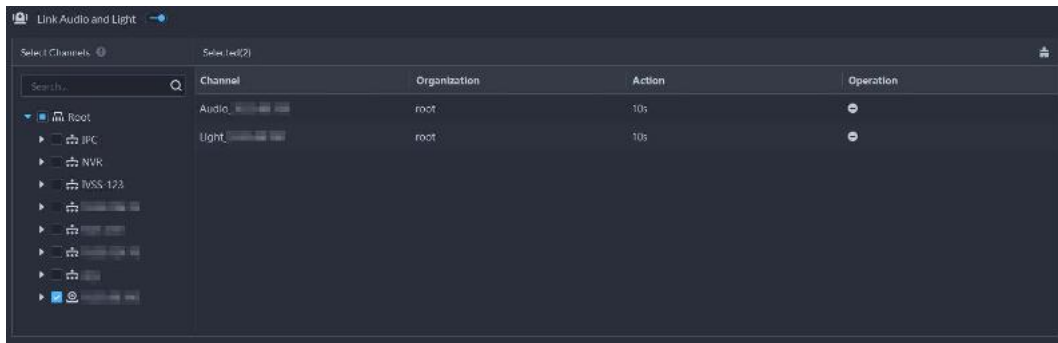 Link Audio and Light
Select Channels
Selected(2)
Search...
Channel Organization Action Operation
Root
Audio_ root 10s
IPC
Light_ root 10s
NVR
IVSS-123